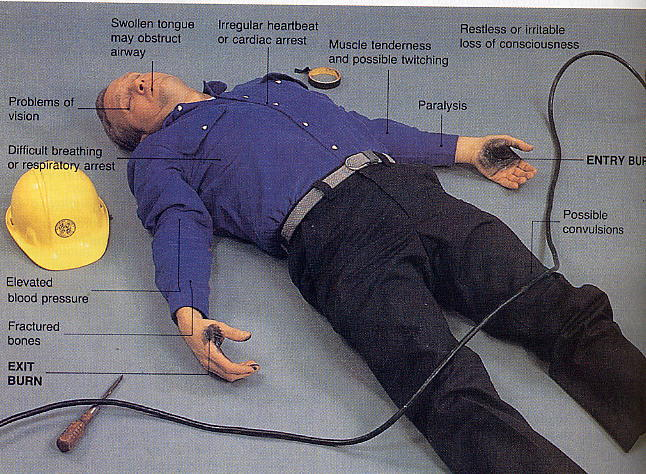 Swollen tongue
may obstruct
airway
Irregular heartbeat
or cardiac arrest
Muscle tenderness
and possible twitching
Restless or irritable
loss of consciousness
Problems of
vision
Paralysis
Difficult breathing
or respiratory arrest
ENTRY BUR
Possible
convulsions
Elevated
blood pressure
Fractured
bones
EXIT
BURN